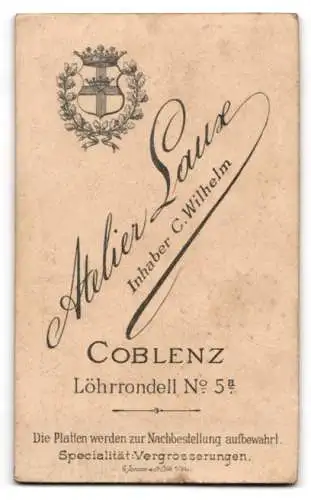 Atelier Laux
Inhaber C. Wilhelm
COBLENZ
Löhrrondell No. 5a.
Die Platten werden zur Nachbestellung aufbewahrt.
Specialität: Vergrösserungen.